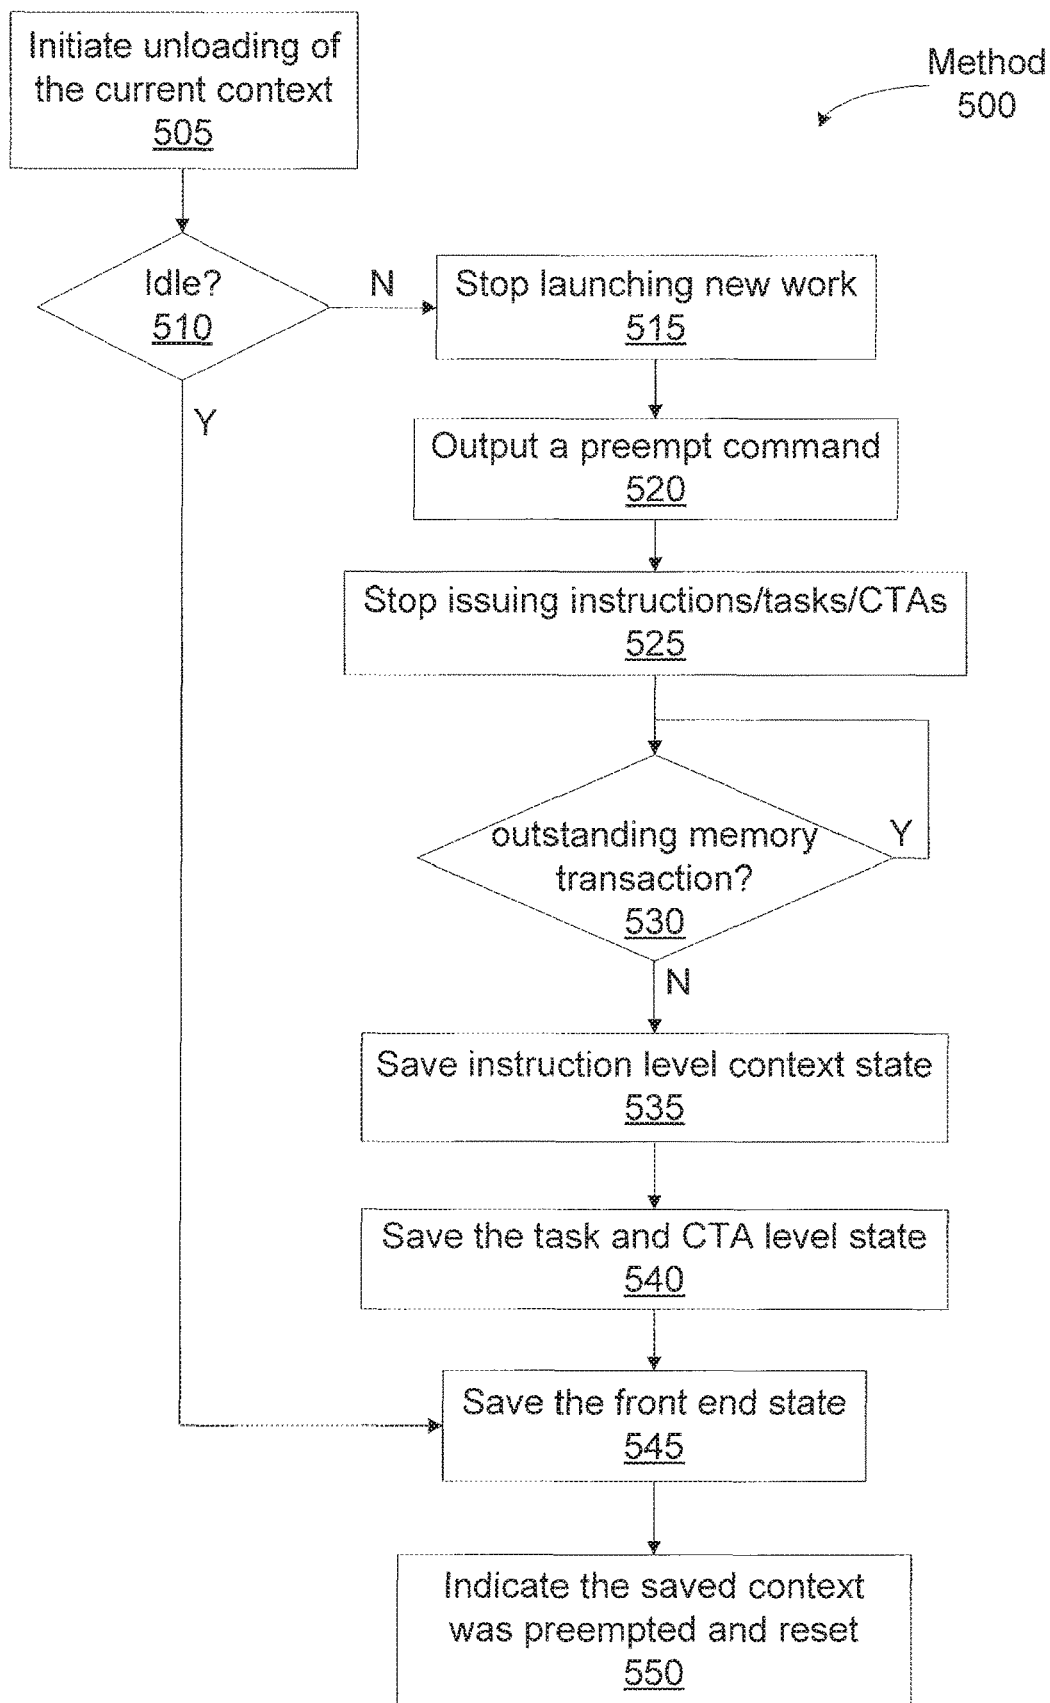 Initiate unloading of
the current context
505
Method
500
Idle?
510
N
Y
Stop launching new work
515
Output a preempt command
520
Stop issuing instructions/tasks/CTAs
525
outstanding memory
transaction?
530
Y
N
Save instruction level context state
535
Save the task and CTA level state
540
Save the front end state
545
Indicate the saved context
was preempted and reset
550